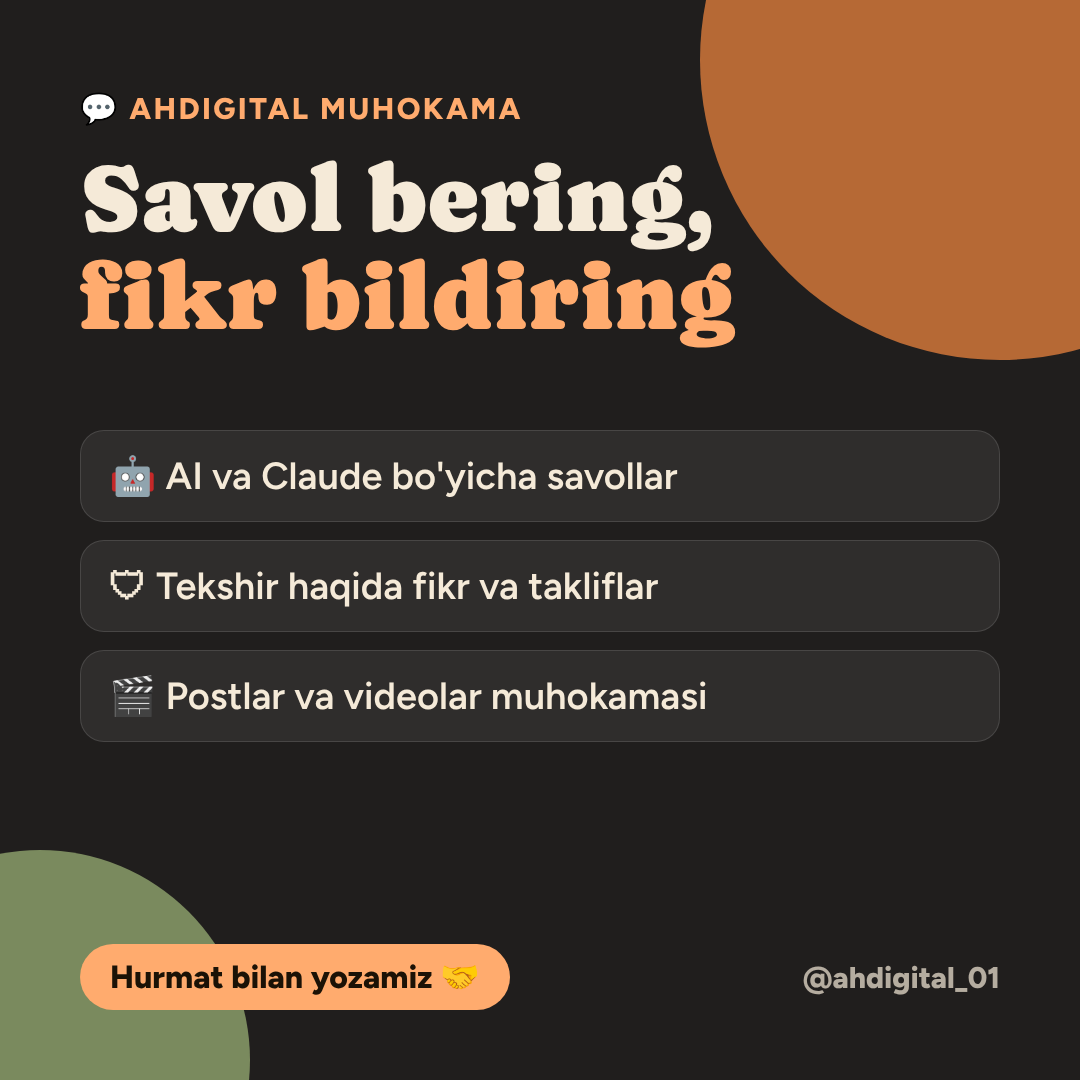 💬 AHDIGITAL MUHOKAMA
Savol bering,
fikr bildiring
🤖 AI va Claude bo'yicha savollar
🛡 Tekshir haqida fikr va takliflar
🎬 Postlar va videolar muhokamasi
Hurmat bilan yozamiz 🤝
@ahdigital_01